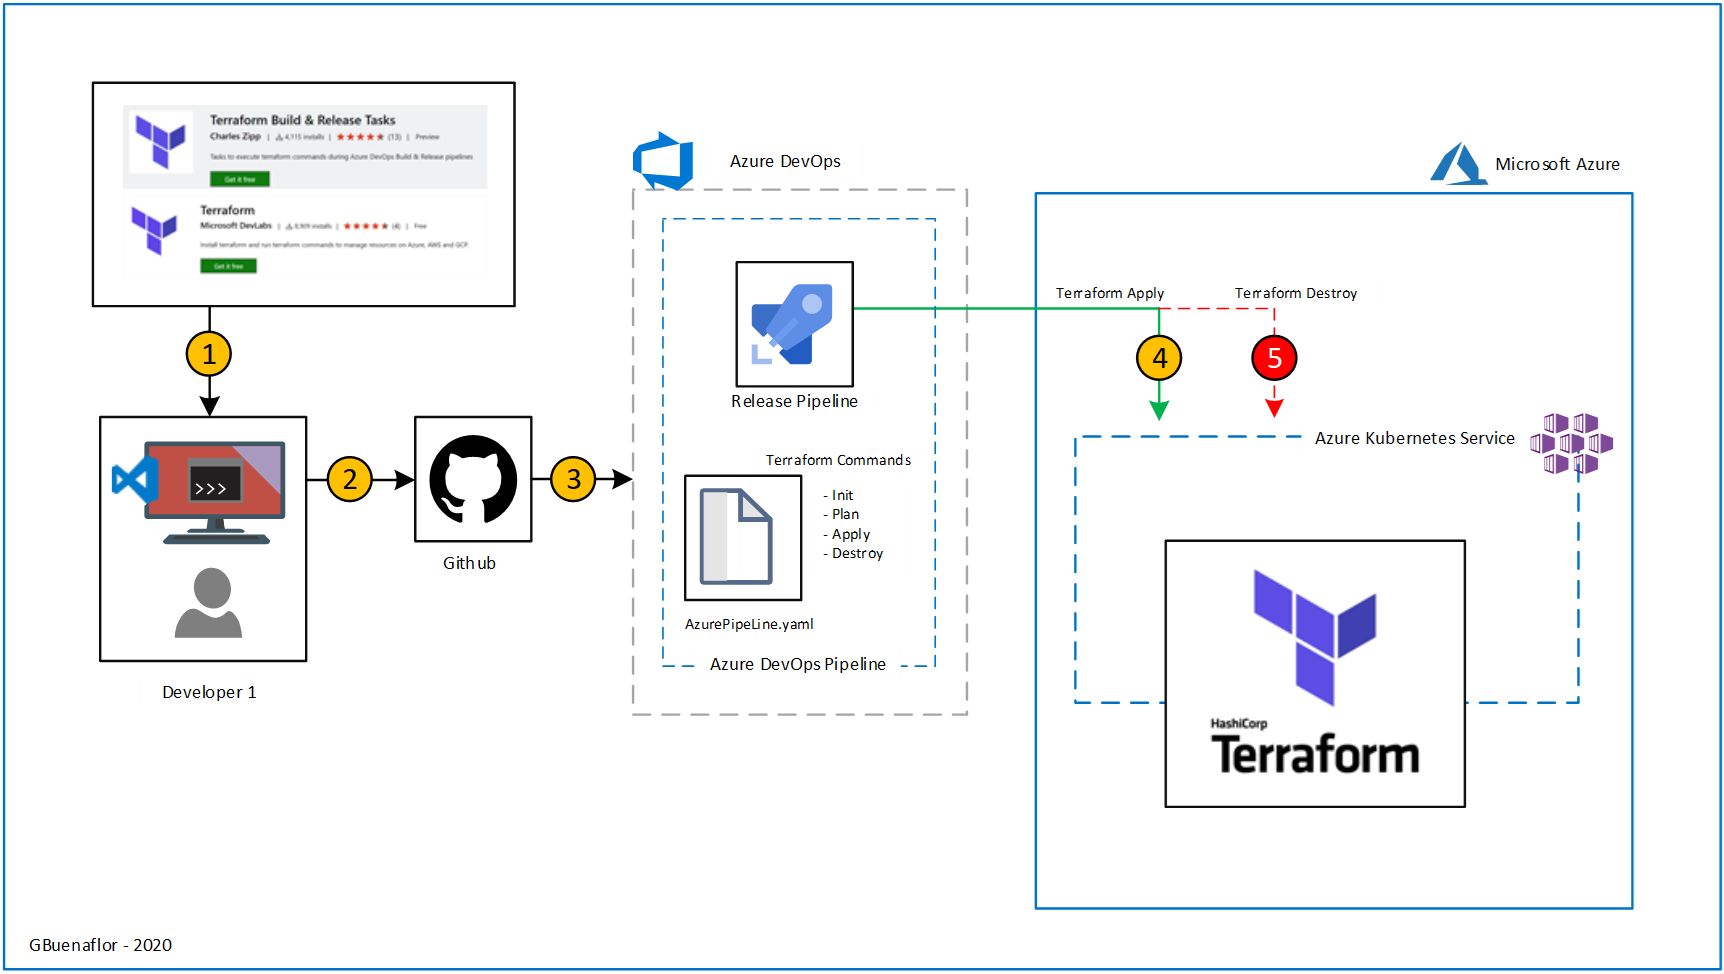 Terraform Build & Release Tasks
Charles Zipp | 4,115 installs | (13) | Preview
Tasks to execute terraform commands during Azure DevOps Build & Release pipelines
Get it free
Terraform
Microsoft DevLabs | 8,909 installs | (4) | Free
Install terraform and run terraform commands to manage resources on Azure, AWS and GCP.
Get it free
1
>>>
Developer 1
2
Github
3
Azure DevOps
Release Pipeline
Terraform Commands
- Init
- Plan
- Apply
- Destroy
AzurePipeLine.yaml
Azure DevOps Pipeline
Microsoft Azure
Terraform Apply
Terraform Destroy
4
5
Azure Kubernetes Service
HashiCorp
Terraform
GBuenaflor - 2020